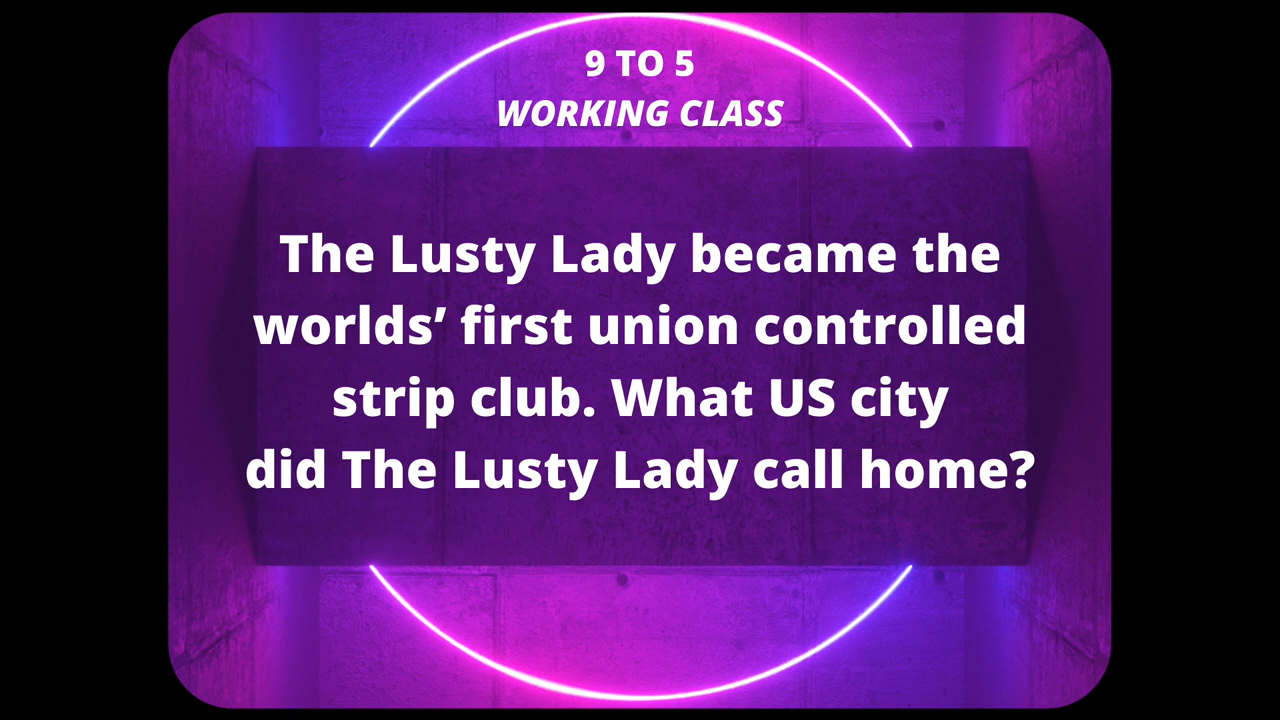 9 TO 5
WORKING CLASS
The Lusty Lady became the
worlds’ first union controlled
strip club. What US city
did The Lusty Lady call home?